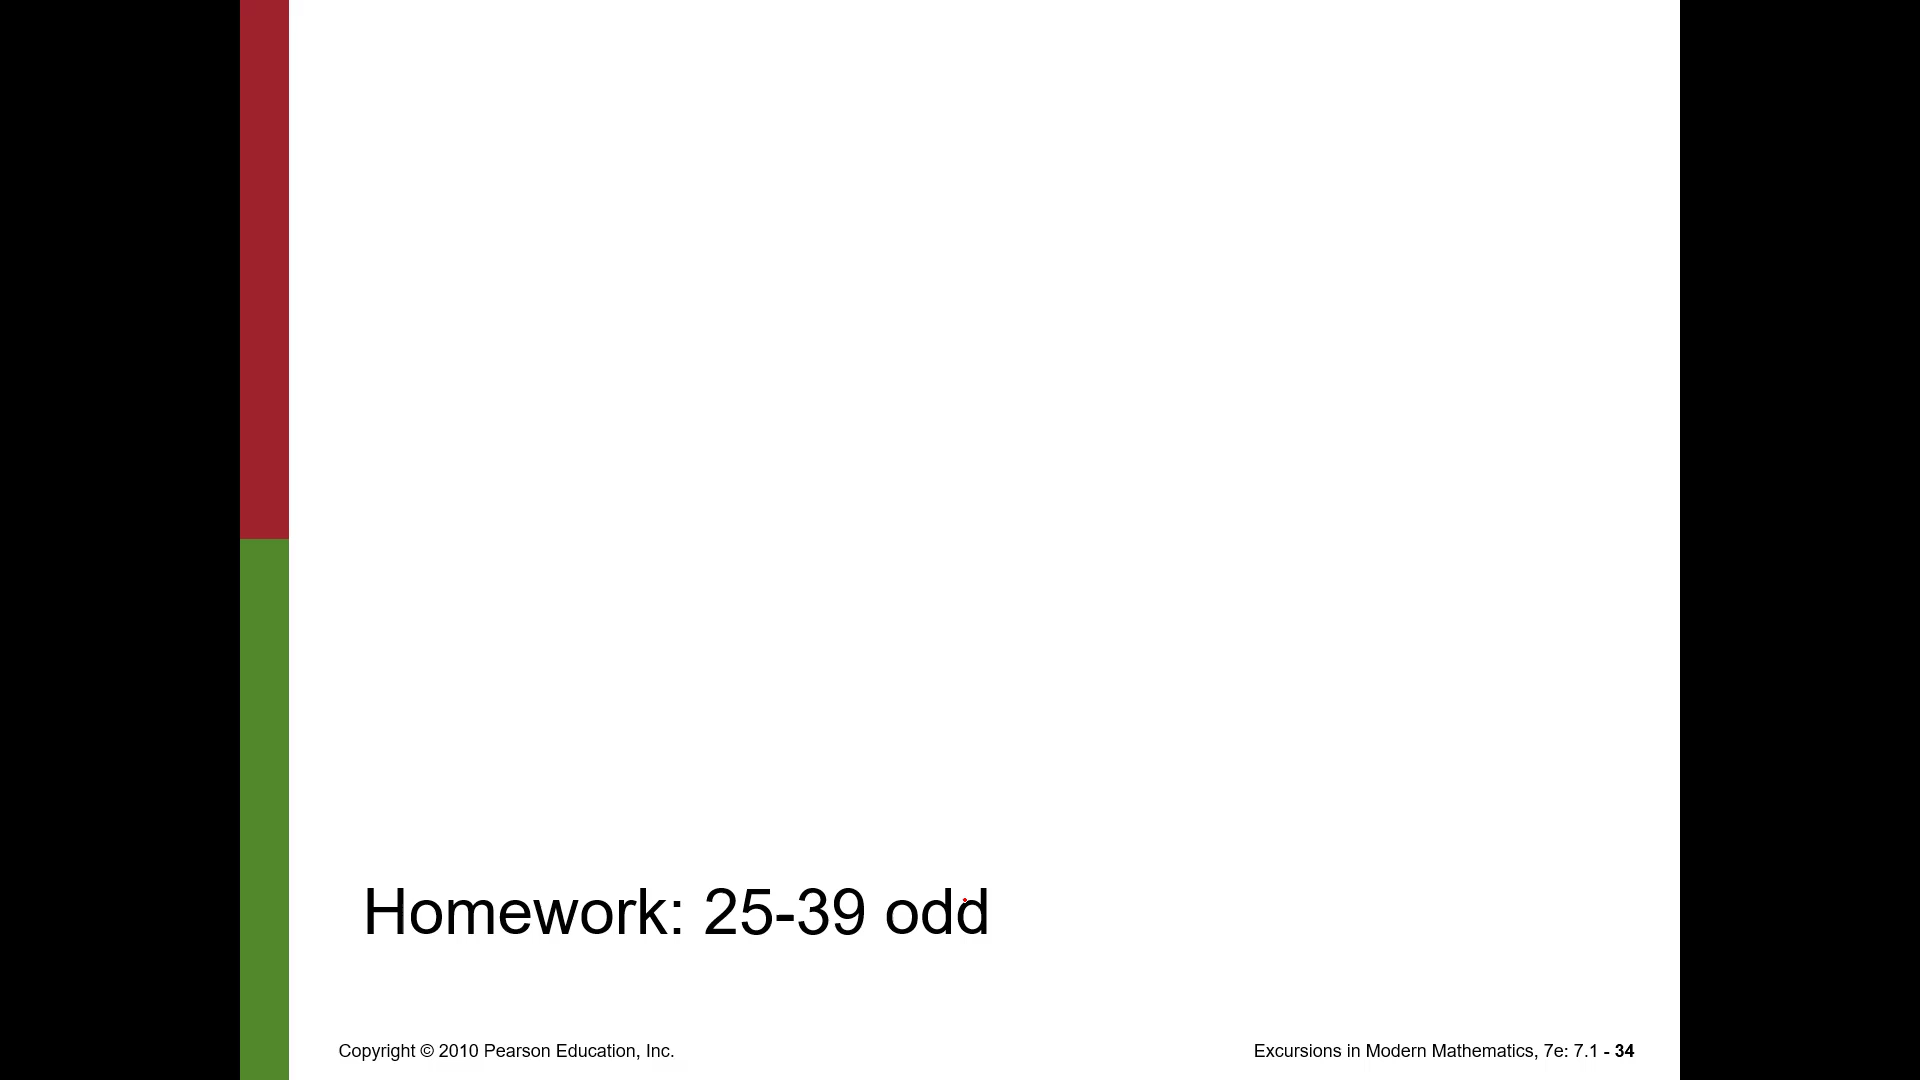 Homework: 25-39 odd
Copyright © 2010 Pearson Education, Inc.
Excursions in Modern Mathematics, 7e: 7.1 - 34